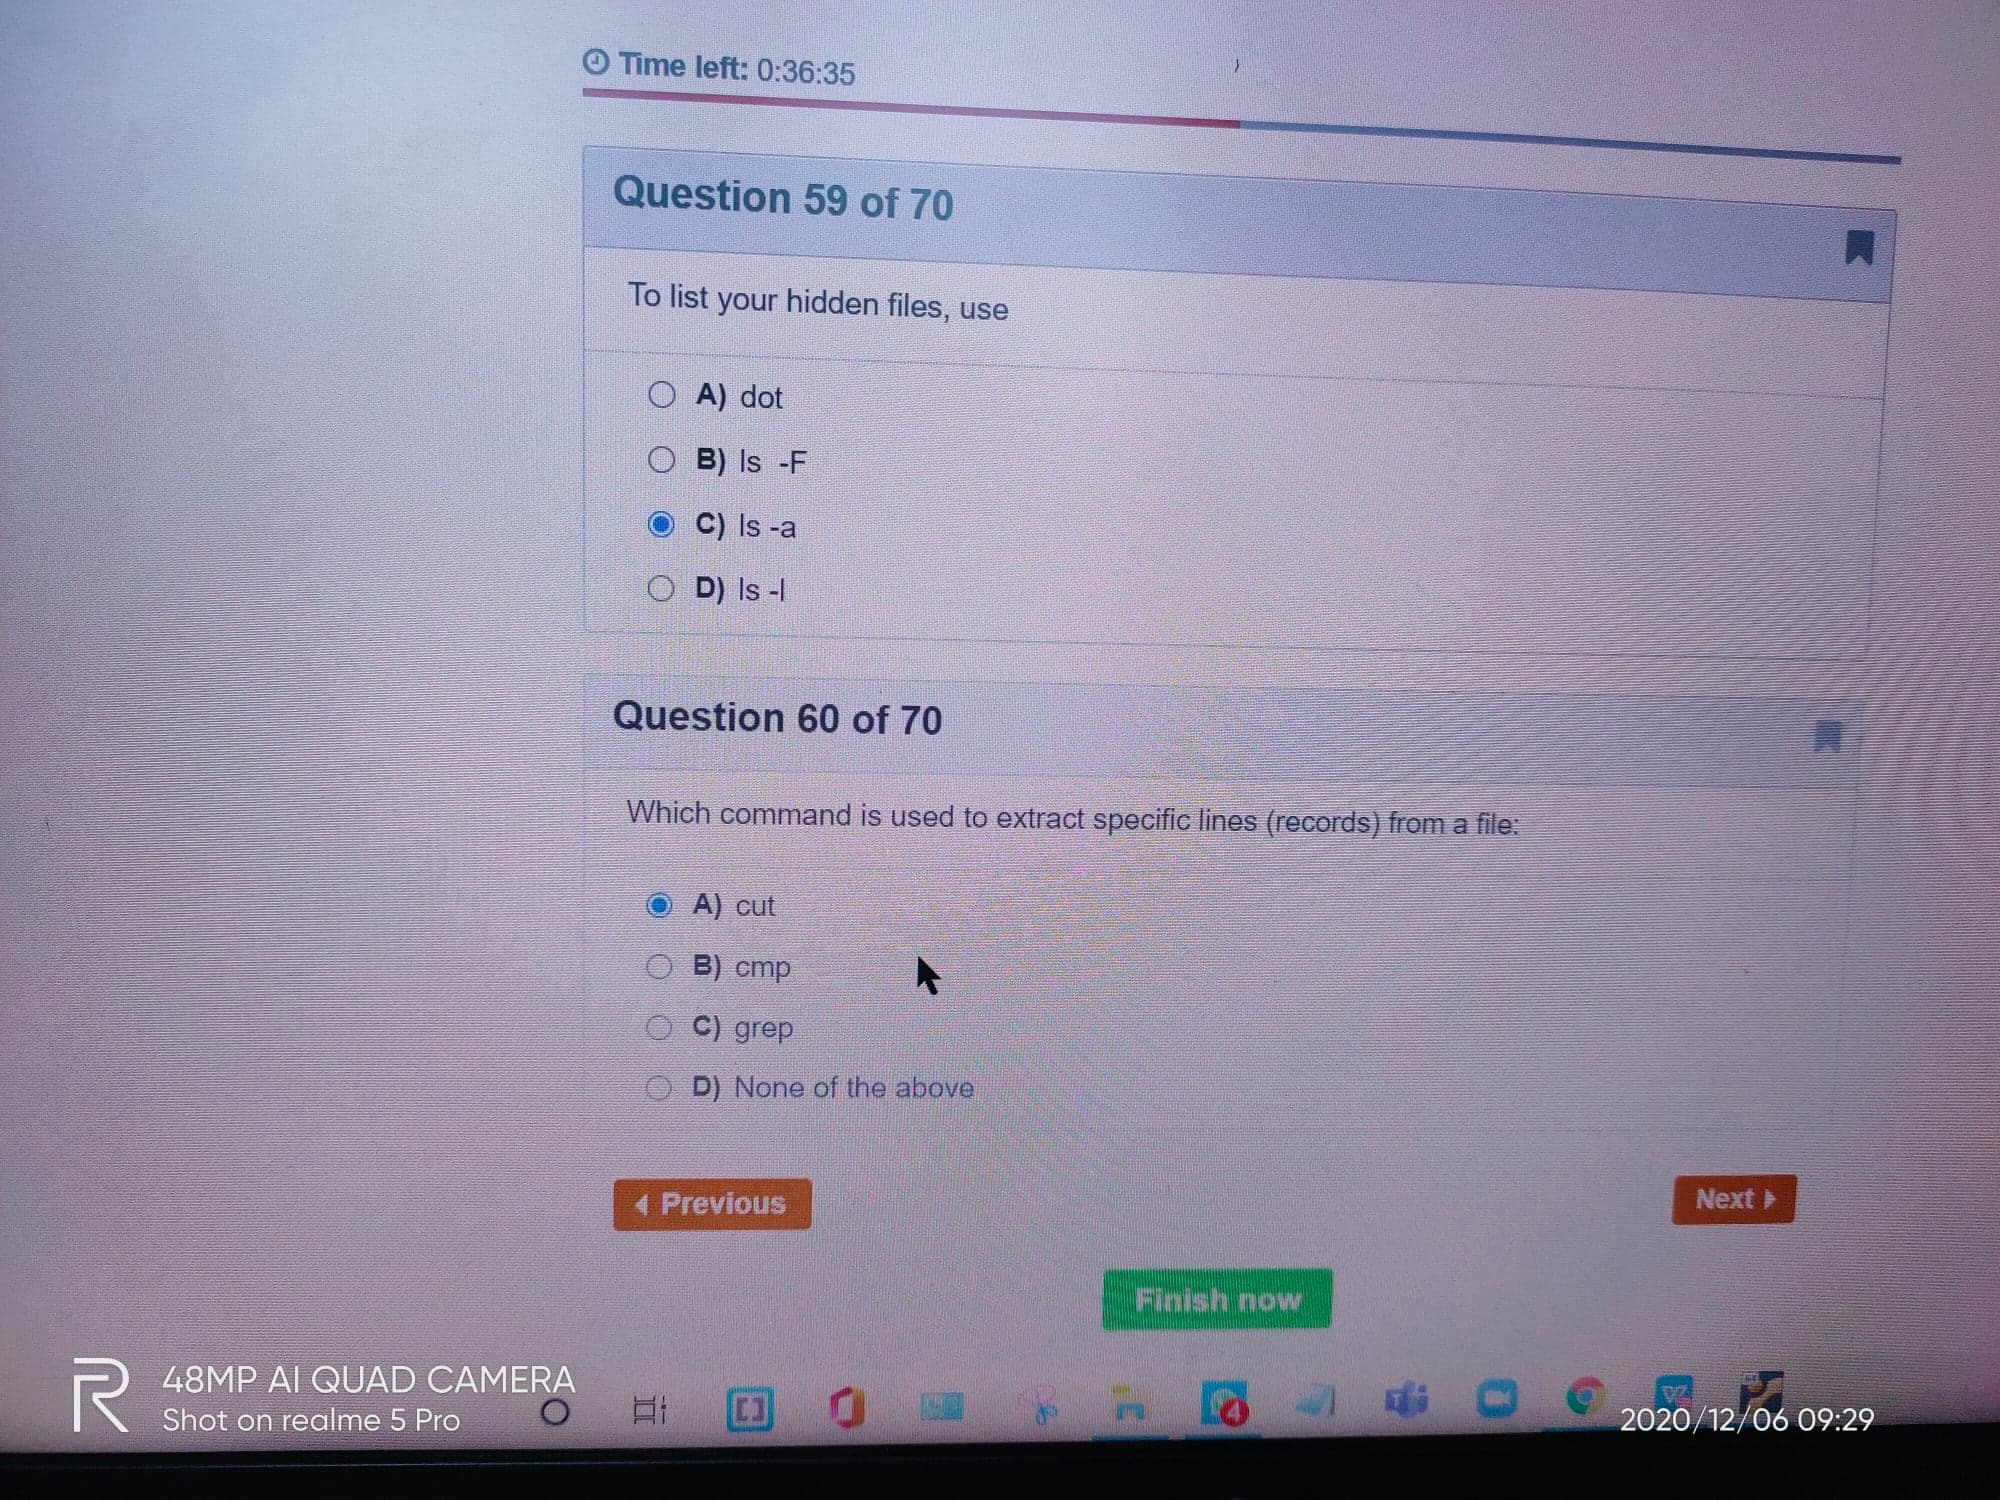 Time left: 0:36:35
Question 59 of 70
To list your hidden files, use
A) dot
B) ls -F
C) ls -a
D) ls -l
Question 60 of 70
Which command is used to extract specific lines (records) from a file:
A) cut
B) cmp
C) grep
D) None of the above
Previous
Next
Finish now
R
48MP AI QUAD CAMERA
Shot on realme 5 Pro
4
2020/12/06 09:29